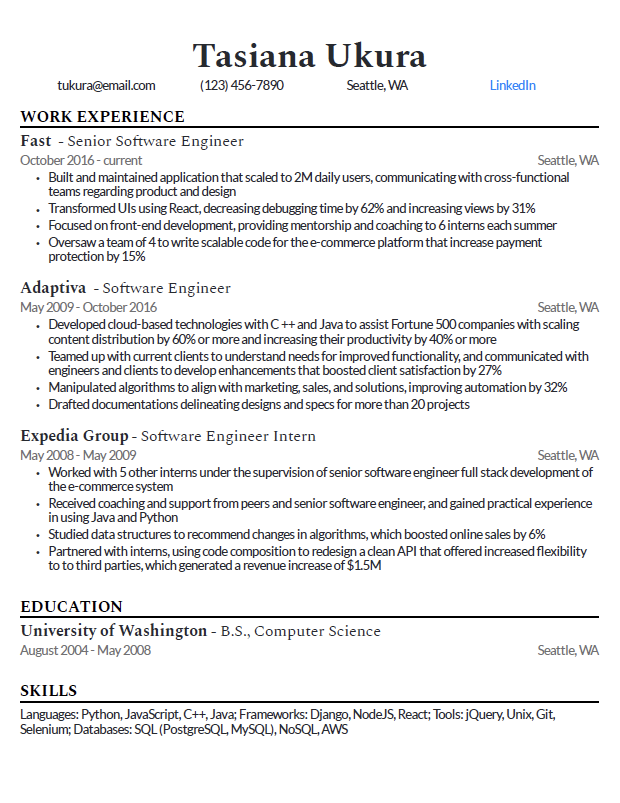 Tasiana Ukura
tukura@email.com (123) 456-7890 Seattle, WA LinkedIn
WORK EXPERIENCE
Fast - Senior Software Engineer
October 2016 - current Seattle, WA
• Built and maintained application that scaled to 2M daily users, communicating with cross-functional
teams regarding product and design
• Transformed UIs using React, decreasing debugging time by 62% and increasing views by 31%
• Focused on front-end development, providing mentorship and coaching to 6 interns each summer
• Oversaw a team of 4 to write scalable code for the e-commerce platform that increase payment
protection by 15%
Adaptiva - Software Engineer
May 2009 - October 2016 Seattle, WA
• Developed cloud-based technologies with C ++ and Java to assist Fortune 500 companies with scaling
content distribution by 60% or more and increasing their productivity by 40% or more
• Teamed up with current clients to understand needs for improved functionality, and communicated with
engineers and clients to develop enhancements that boosted client satisfaction by 27%
• Manipulated algorithms to align with marketing, sales, and solutions, improving automation by 32%
• Drafted documentations delineating designs and specs for more than 20 projects
Expedia Group - Software Engineer Intern
May 2008 - May 2009 Seattle, WA
• Worked with 5 other interns under the supervision of senior software engineer full stack development of
the e-commerce system
• Received coaching and support from peers and senior software engineer, and gained practical experience
in using Java and Python
• Studied data structures to recommend changes in algorithms, which boosted online sales by 6%
• Partnered with interns, using code composition to redesign a clean API that offered increased flexibility
to to third parties, which generated a revenue increase of $1.5M
EDUCATION
University of Washington - B.S., Computer Science
August 2004 - May 2008 Seattle, WA
SKILLS
Languages: Python, JavaScript, C++, Java; Frameworks: Django, NodeJS, React; Tools: jQuery, Unix, Git,
Selenium; Databases: SQL (PostgreSQL, MySQL), NoSQL, AWS